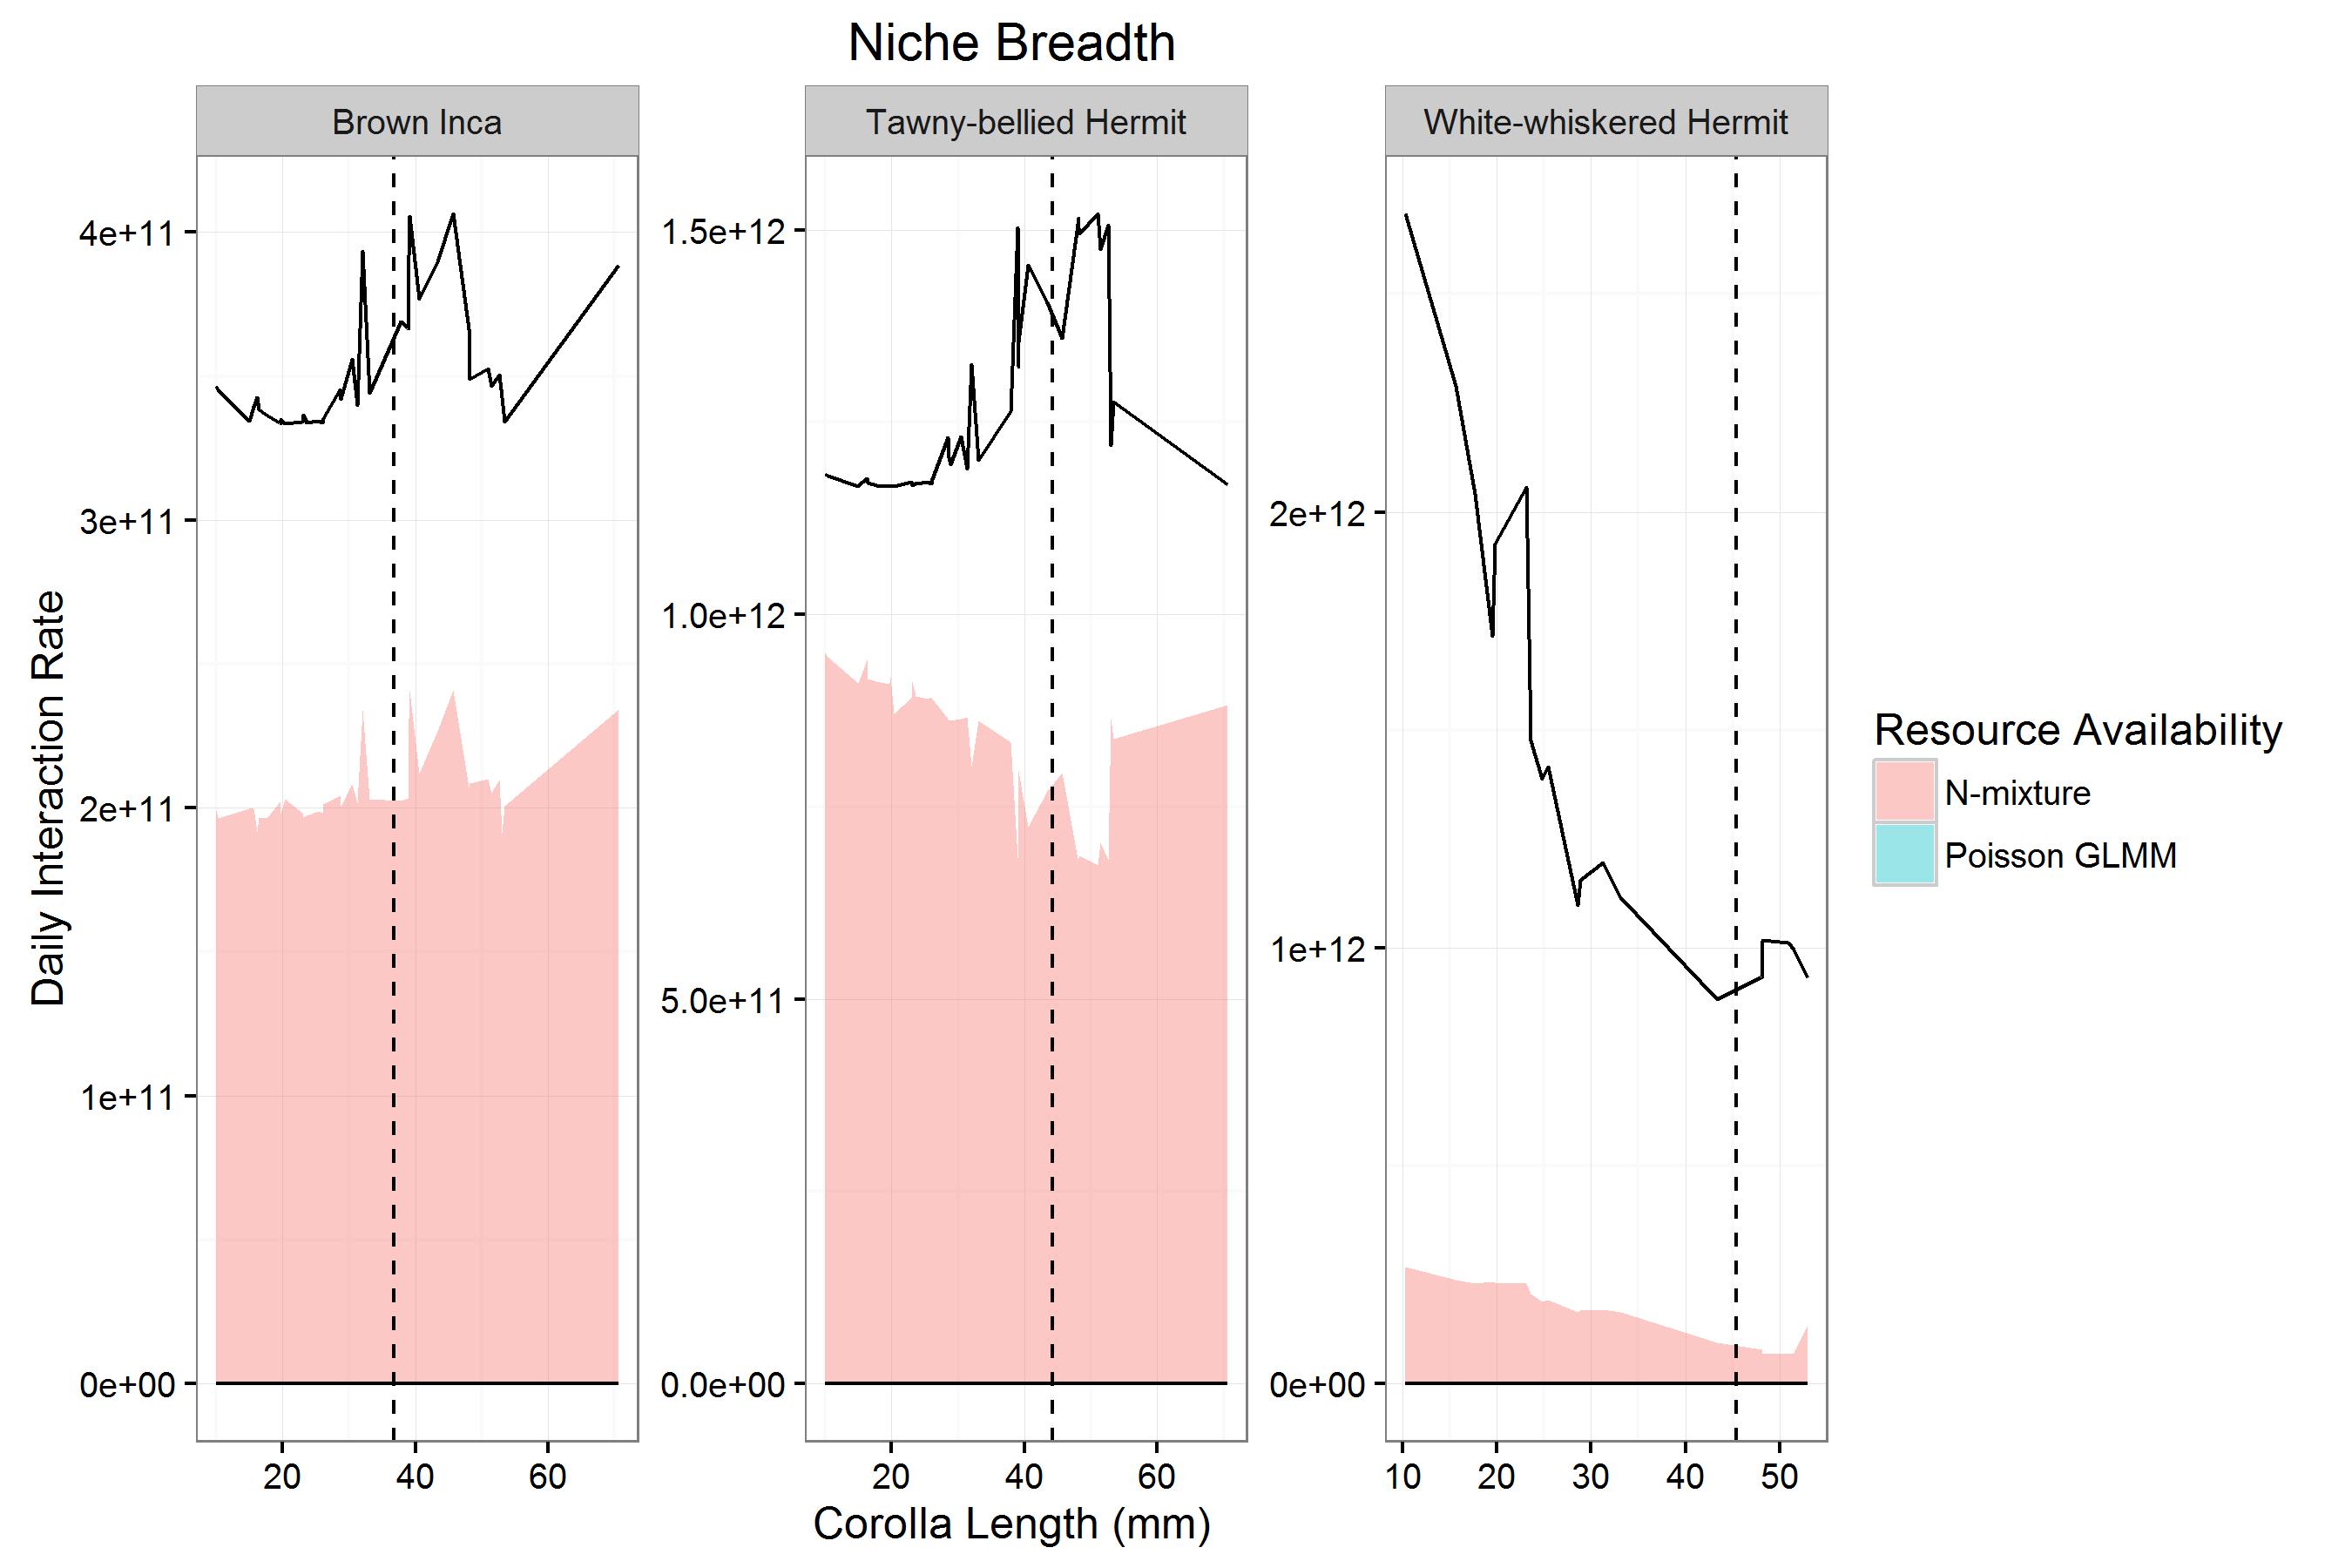 Niche Breadth
Brown Inca
Tawny-bellied Hermit
White-whiskered Hermit
Daily Interaction Rate
4e+11
3e+11
2e+11
1e+11
0e+00
1.5e+12
1.0e+12
5.0e+11
0.0e+00
2e+12
1e+12
0e+00
20 40 60
20 40 60
10 20 30 40 50
Corolla Length (mm)
Resource Availability
N-mixture
Poisson GLMM